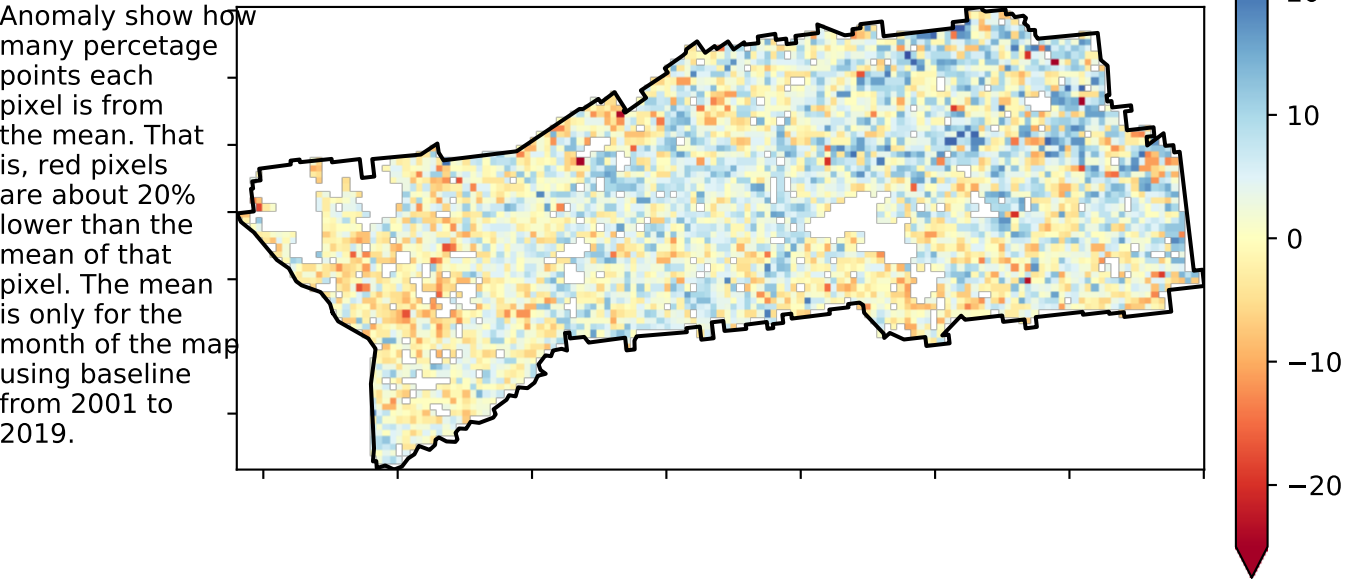 Anomaly show how
many percetage
points each
pixel is from
the mean. That
is, red pixels
are about 20%
lower than the
mean of that
pixel. The mean
is only for the
month of the map
using baseline
from 2001 to
2019.
10
0
−10
−20